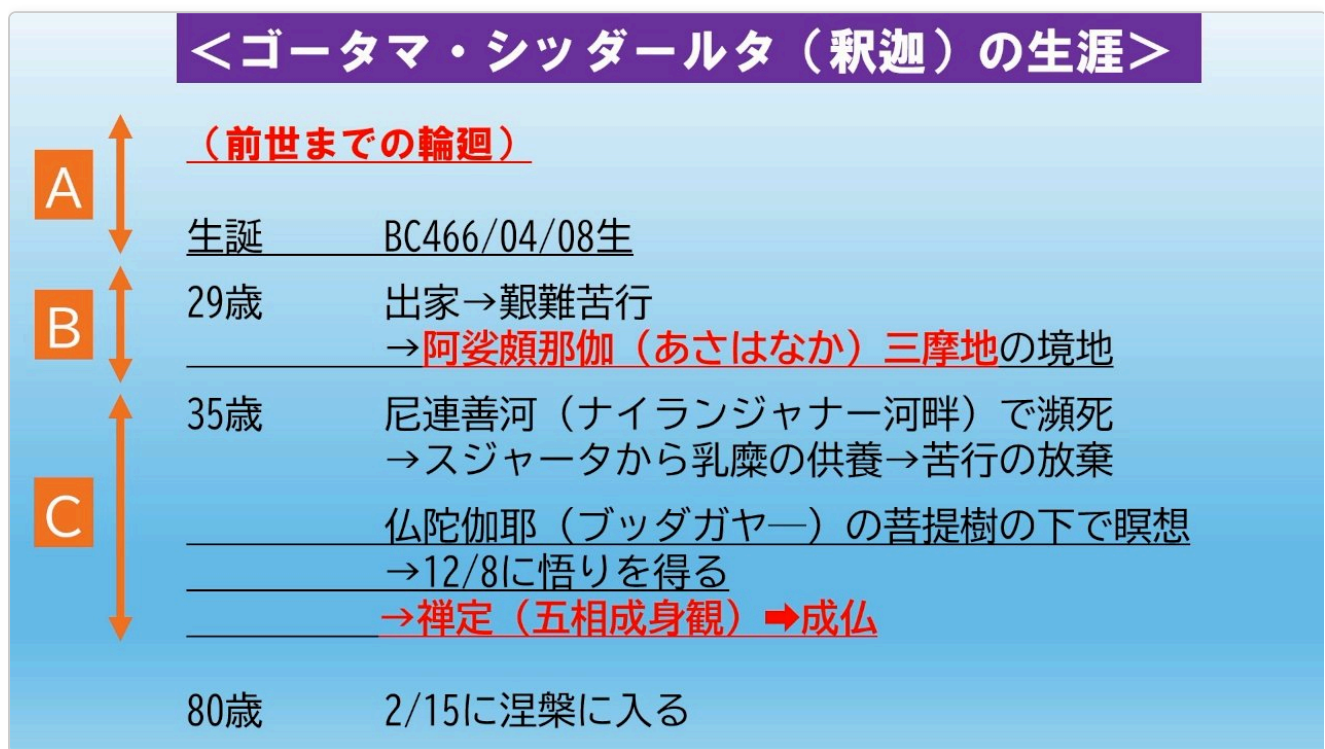 ＜ゴータマ・シッダールタ（釈迦）の生涯＞
（前世までの輪廻）
A
生誕 BC466/04/08生
29歳 出家→艱難苦行
B
→阿娑頗那伽（あさはなか）三摩地の境地
35歳 尼連善河（ナイランジャナー河畔）で瀕死
→スジャータから乳糜の供養→苦行の放棄
C
仏陀伽耶（ブッダガヤ―）の菩提樹の下で瞑想
→12/8に悟りを得る
→禅定（五相成身観）➡成仏
80歳 2/15に涅槃に入る